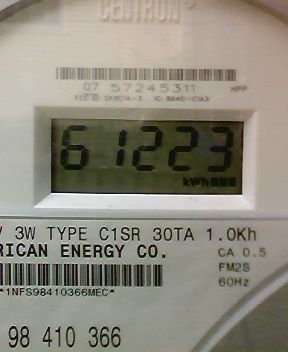 CENTRON
07 57245311 HPP
61223
kWh
V 3W TYPE C1SR 30TA 1.0Kh
RICAN ENERGY CO. CA 0.5
FM2S
60Hz
*1NFS98410366MEC*
98 410 366